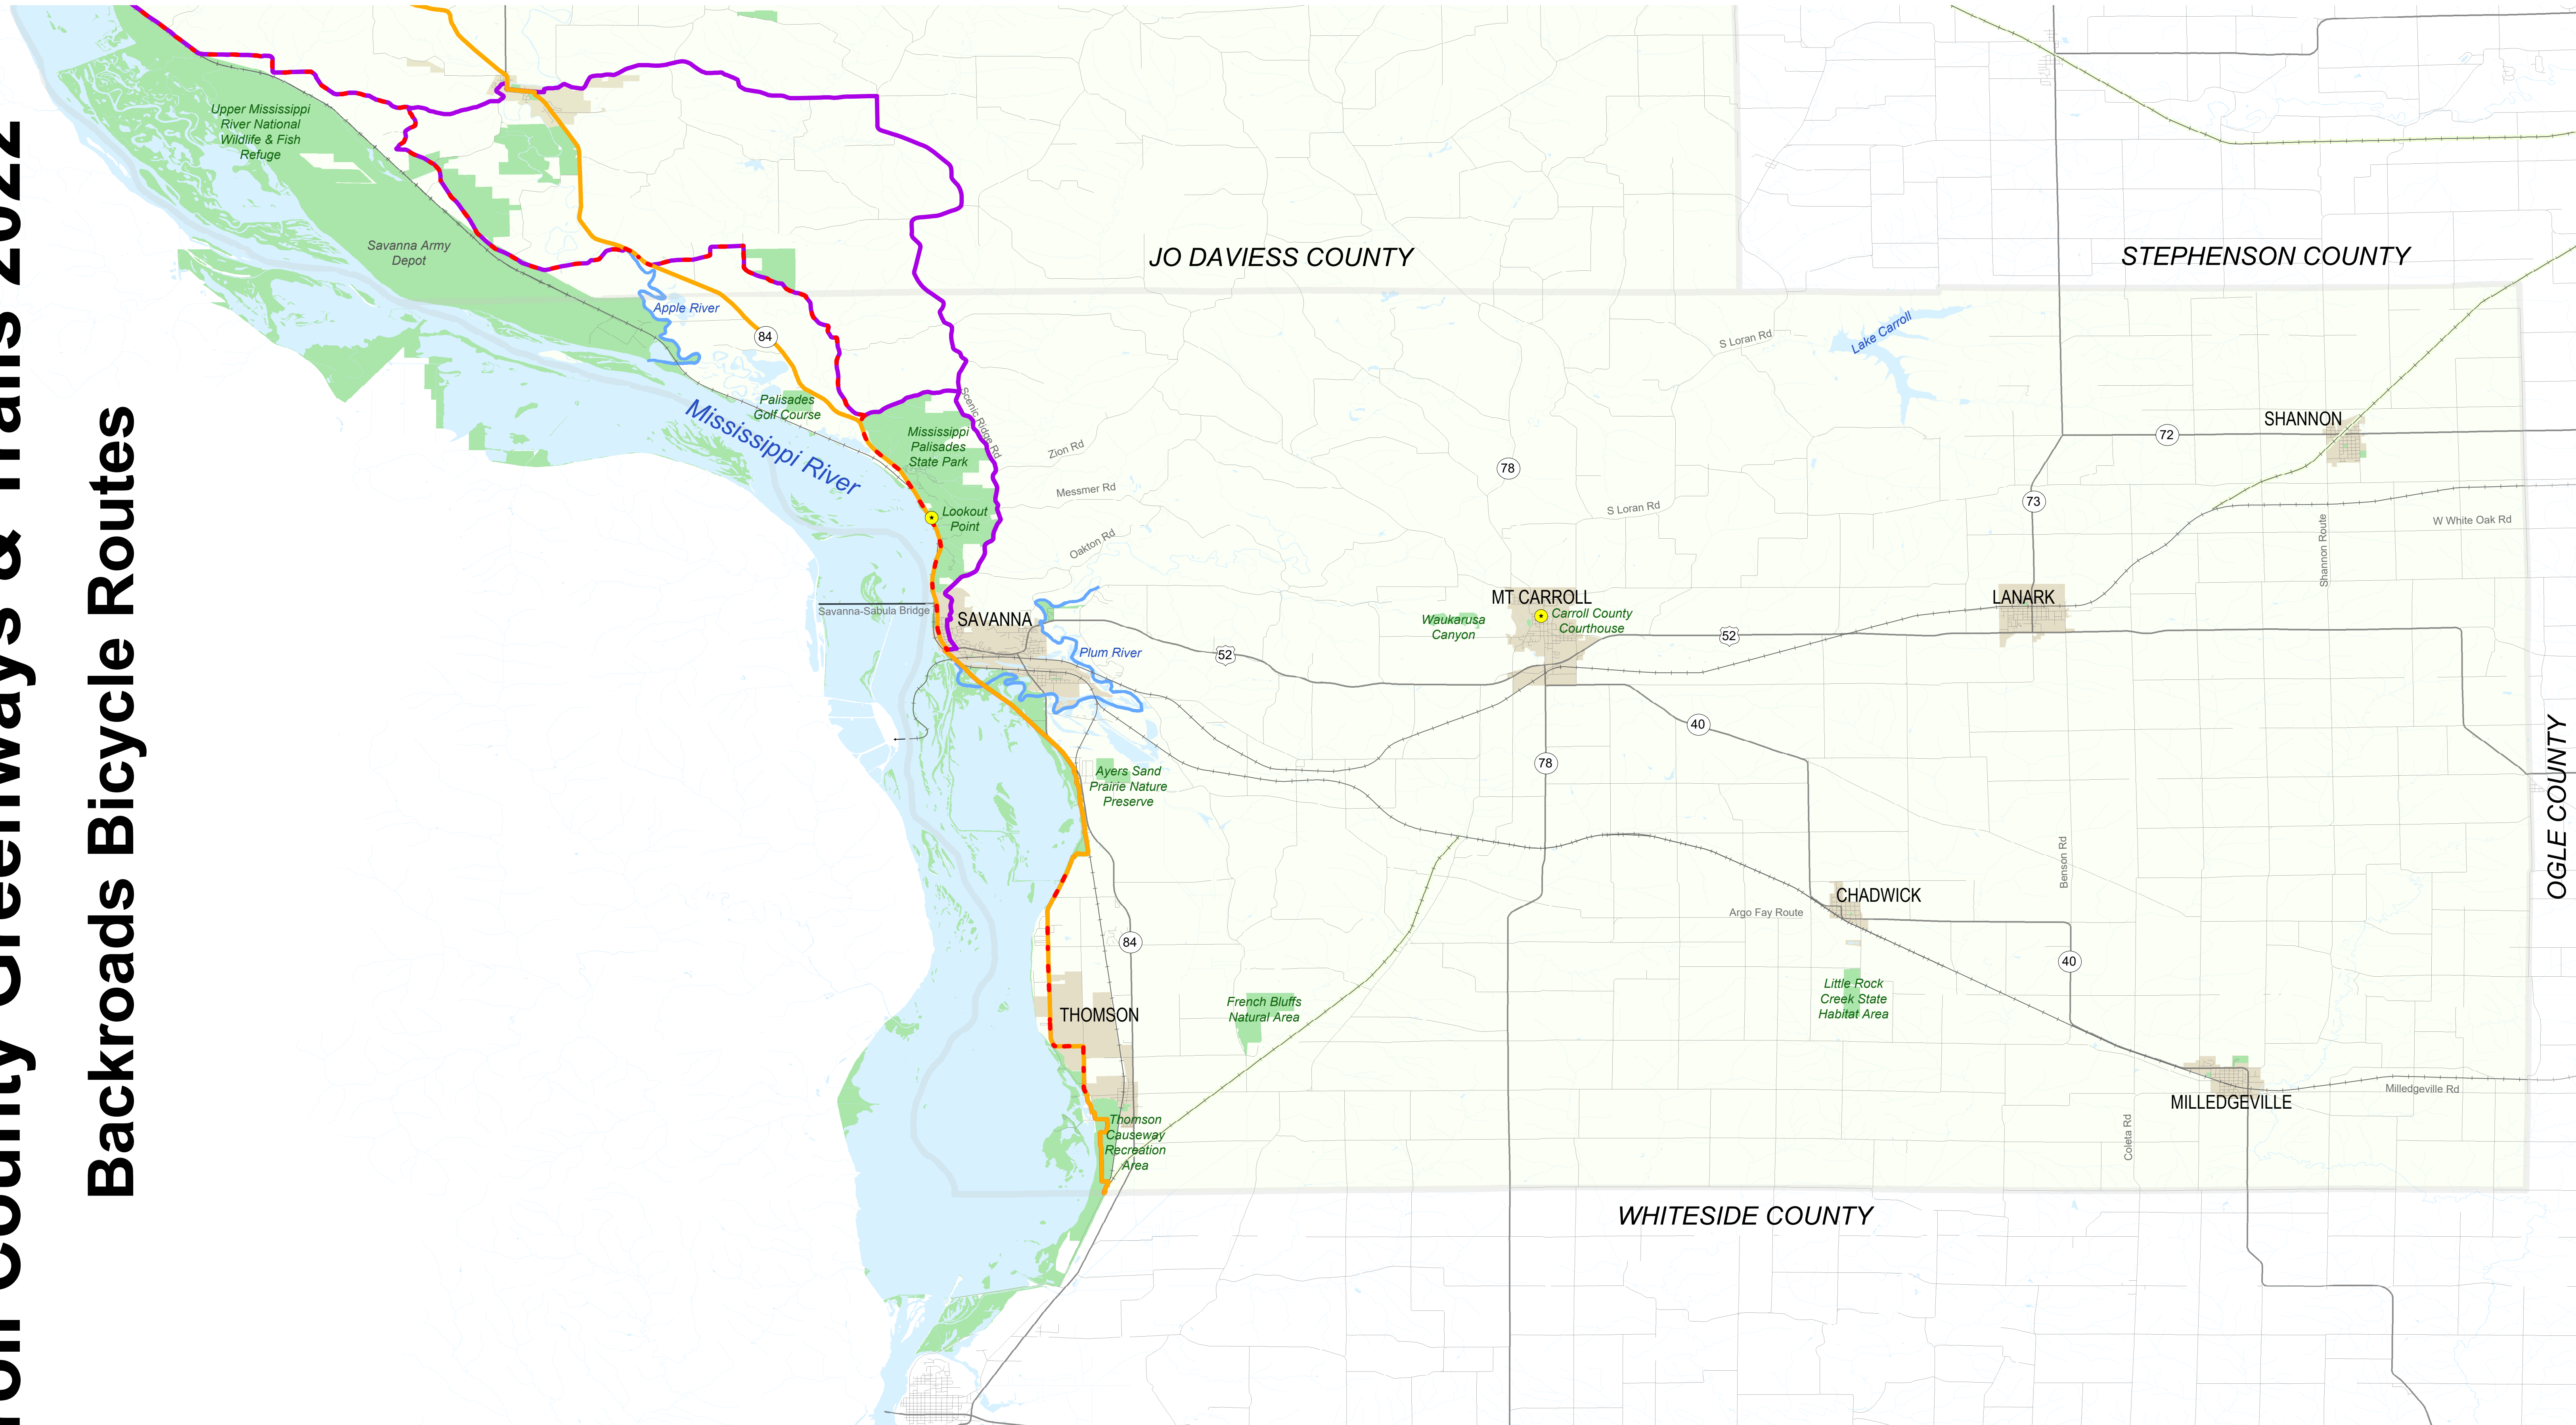 County Greenways & Trails 2022
Backroads Bicycle Routes
Upper Mississippi
River National
Wildlife & Fish
Refuge
Savanna Army
Depot
Apple River
84
JO DAVIESS COUNTY
STEPHENSON COUNTY
S Loran Rd
Lake Carroll
Palisades
Golf Course
Mississippi River
Mississippi
Palisades
State Park
Scenic Ridge Rd
Zion Rd
Messmer Rd
Oakton Rd
Lookout
Point
78
S Loran Rd
SHANNON
72
73
Shannon Route
W White Oak Rd
Savanna-Sabula Bridge
SAVANNA
Plum River
52
Waukarusa
Canyon
MT CARROLL
Carroll County
Courthouse
52
LANARK
40
78
OGLE COUNTY
Ayers Sand
Prairie Nature
Preserve
Benson Rd
CHADWICK
Argo Fay Route
84
40
THOMSON
French Bluffs
Natural Area
Little Rock
Creek State
Habitat Area
Thomson
Causeway
Recreation
Area
MILLEDGEVILLE
Milledgeville Rd
Coleta Rd
WHITESIDE COUNTY